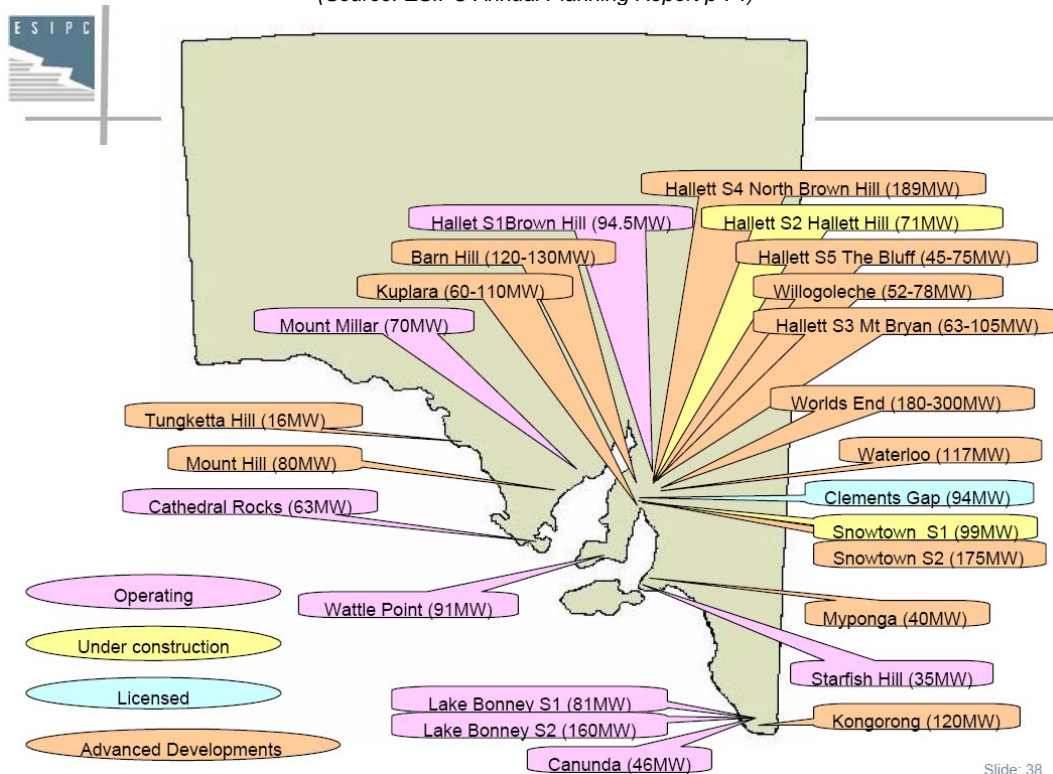 (Source: ESIPC Annual Planning Report p74)
ESIPC
Hallett S4 North Brown Hill (189MW)
Hallet S1Brown Hill (94.5MW)
Hallett S2 Hallett Hill (71MW)
Barn Hill (120-130MW)
Hallett S5 The Bluff (45-75MW)
Kuplara (60-110MW)
Willogoleche (52-78MW)
Mount Millar (70MW)
Hallett S3 Mt Bryan (63-105MW)
Tungketta Hill (16MW)
Worlds End (180-300MW)
Mount Hill (80MW)
Waterloo (117MW)
Cathedral Rocks (63MW)
Clements Gap (94MW)
Snowtown S1 (99MW)
Snowtown S2 (175MW)
Operating
Wattle Point (91MW)
Myponga (40MW)
Under construction
Starfish Hill (35MW)
Licensed
Lake Bonney S1 (81MW)
Lake Bonney S2 (160MW)
Kongorong (120MW)
Advanced Developments
Canunda (46MW)
Slide: 38